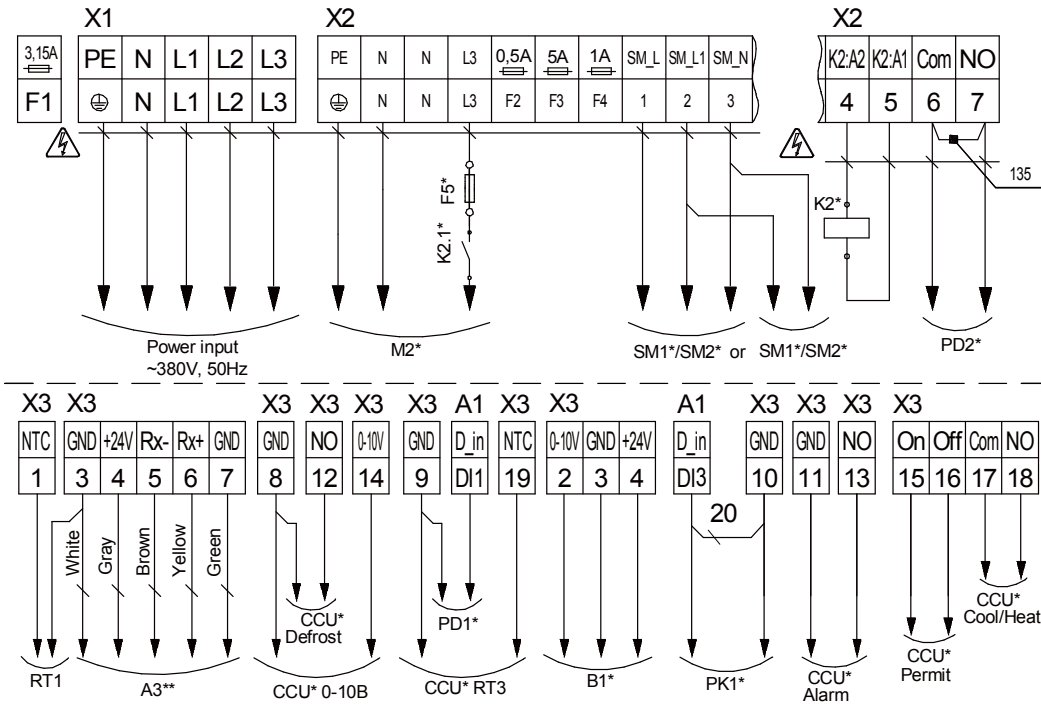 X1 X2 X2
3,15A PE N L1 L2 L3 PE N N L3 0,5A 5A 1A SM_L SM_L1 SM_N K2:A2 K2:A1 Com NO
F1 N L1 L2 L3 N N L3 F2 F3 F4 1 2 3 4 5 6 7
135
F5*
K2*
K2.1*
Power input
~380V, 50Hz
M2*
SM1*/SM2* or SM1*/SM2*
PD2*
X3 X3 X3 X3 X3 X3 A1 X3 X3 A1 X3 X3 X3 X3
NTC GND +24V Rx- Rx+ GND GND NO 0-10V GND D_in NTC 0-10V GND +24V D_in GND GND NO On Off Com NO
1 3 4 5 6 7 8 12 14 9 DI1 19 2 3 4 DI3 10 11 13 15 16 17 18
20
White
Gray
Brown
Yellow
Green
CCU*
Defrost
PD1*
CCU*
Cool/Heat
RT1
A3**
CCU* 0-10B
CCU* RT3
B1*
PK1*
CCU*
Alarm
CCU*
Permit